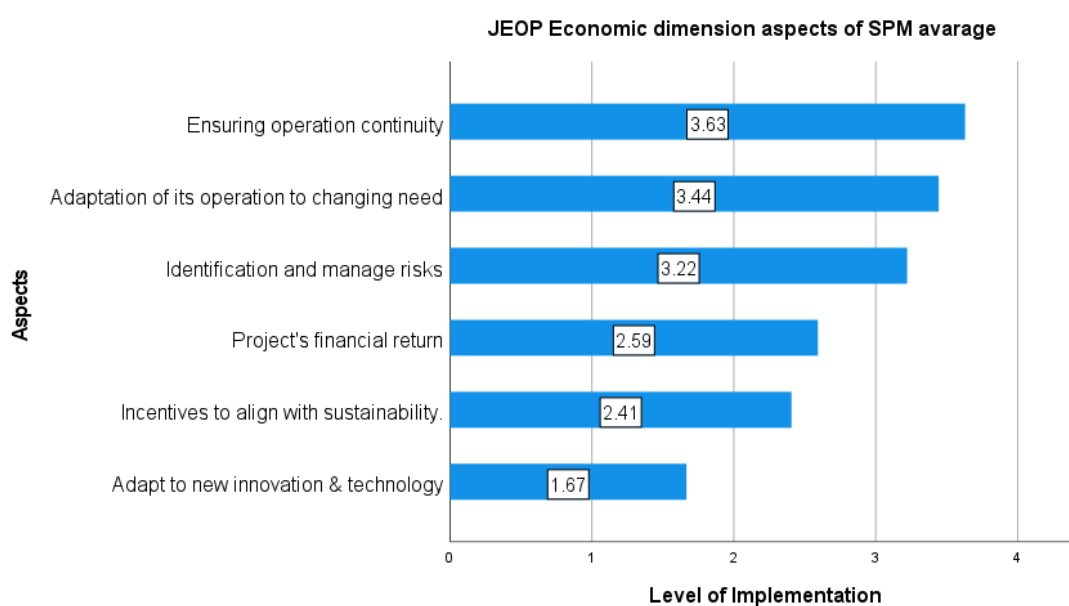 JEOP Economic dimension aspects of SPM avarage
Ensuring operation continuity
3.63
Adaptation of its operation to changing need
3.44
Identification and manage risks
3.22
Project's financial return
2.59
Incentives to align with sustainability.
2.41
Adapt to new innovation & technology
1.67
Aspects
0 1 2 3 4
Level of Implementation